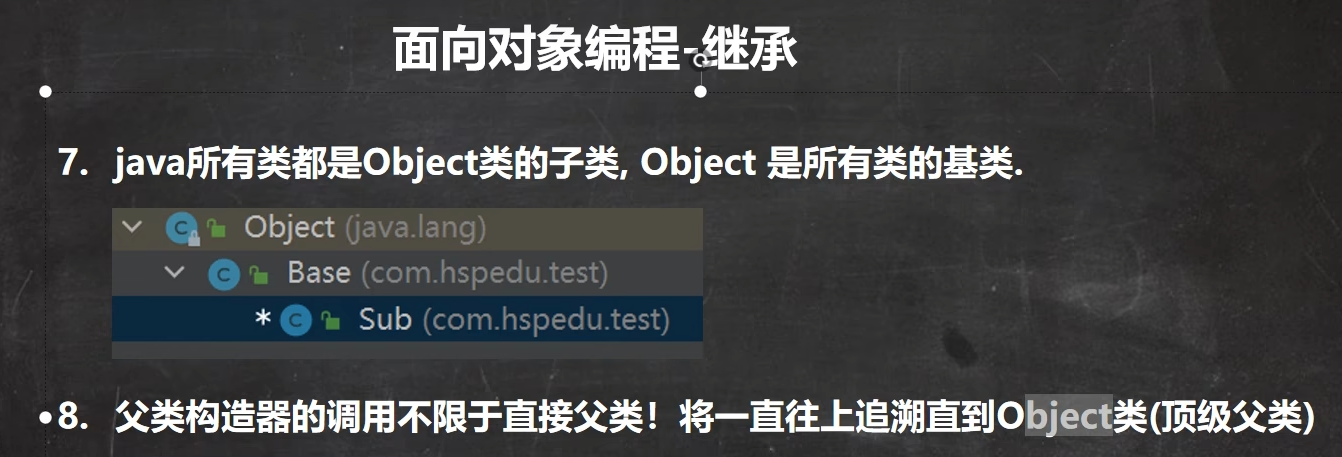 面向对象编程-继承
7. java所有类都是Object类的子类, Object 是所有类的基类.
Object (java.lang)
Base (com.hspedu.test)
* Sub (com.hspedu.test)
8. 父类构造器的调用不限于直接父类！将一直往上追溯直到Object类(顶级父类)